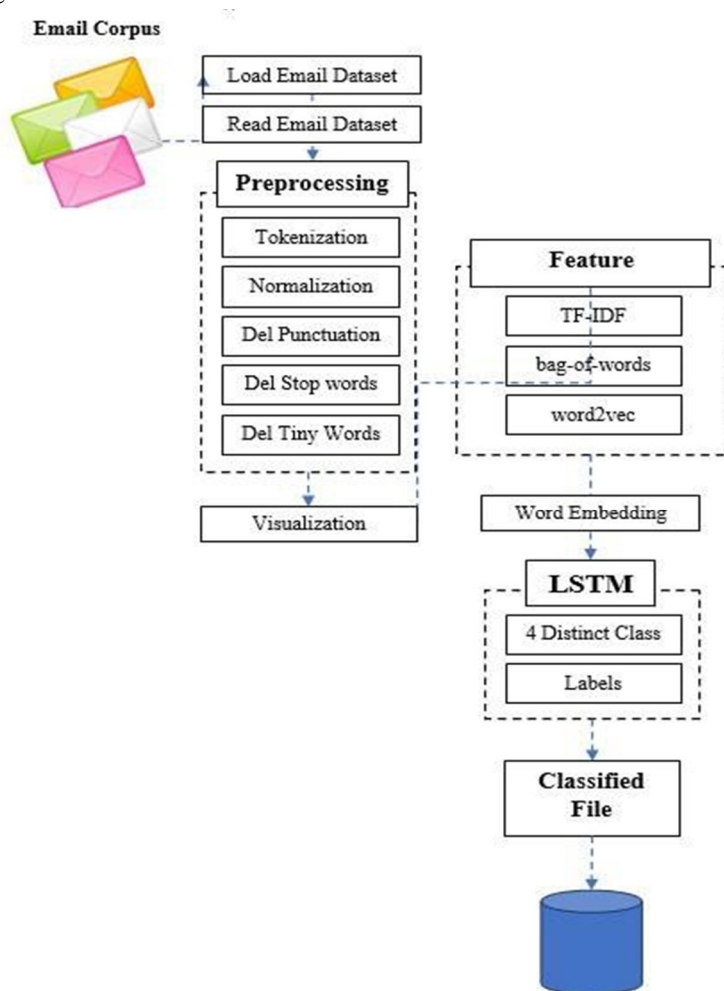 Email Corpus
Load Email Dataset
Read Email Dataset
Preprocessing
Tokenization
Normalization
Del Punctuation
Del Stop words
Del Tiny Words
Visualization
Feature
TF-IDF
bag-of-words
word2vec
Word Embedding
LSTM
4 Distinct Class
Labels
Classified
File